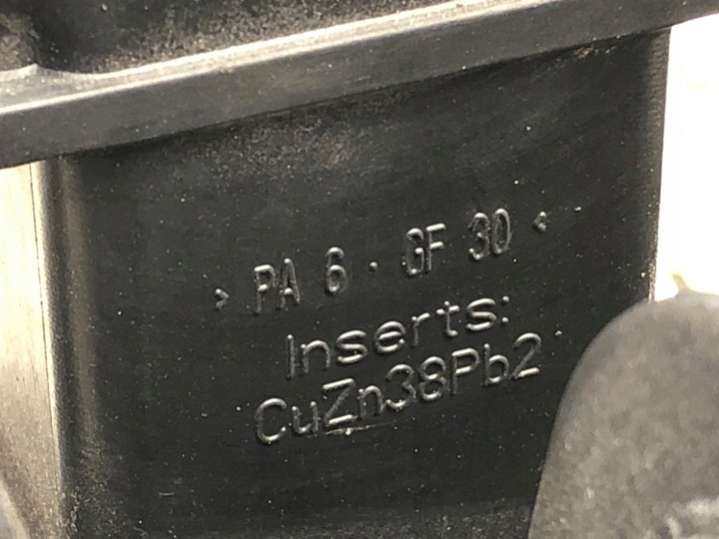 > PA 6 · GF 30 <
Inserts:
CuZn38Pb2